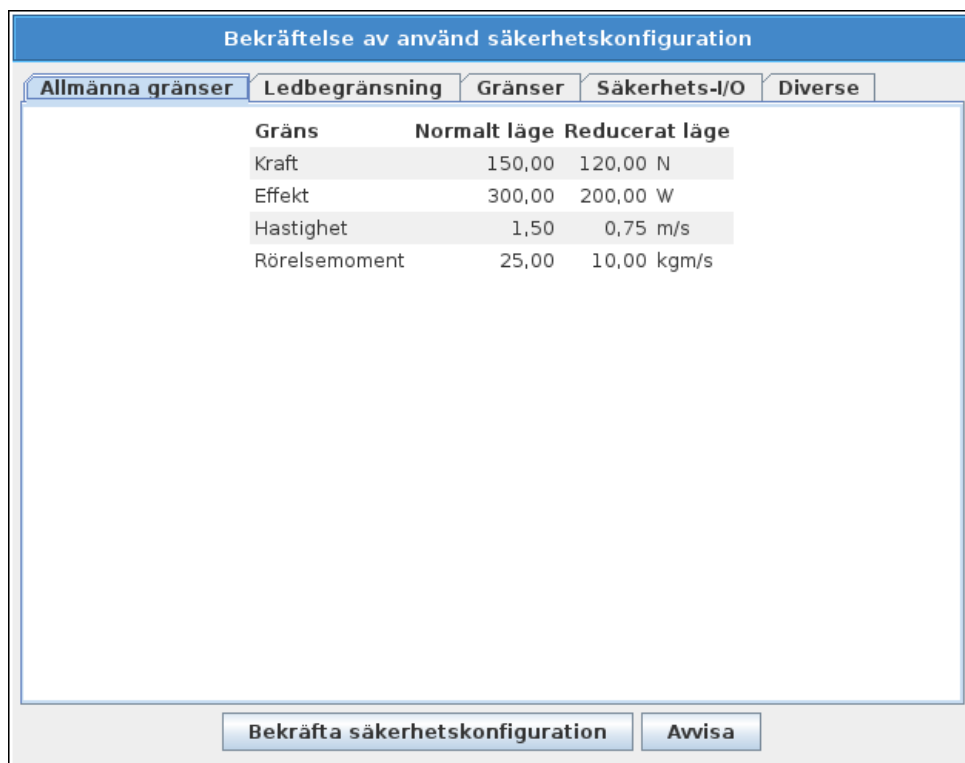 Bekräftelse av använd säkerhetskonfiguration
Allmänna gränser Ledbegränsning Gränser Säkerhets-I/O Diverse
Gräns Normalt läge Reducerat läge
Kraft 150,00 120,00 N
Effekt 300,00 200,00 W
Hastighet 1,50 0,75 m/s
Rörelsemoment 25,00 10,00 kgm/s
Bekräfta säkerhetskonfiguration Avvisa